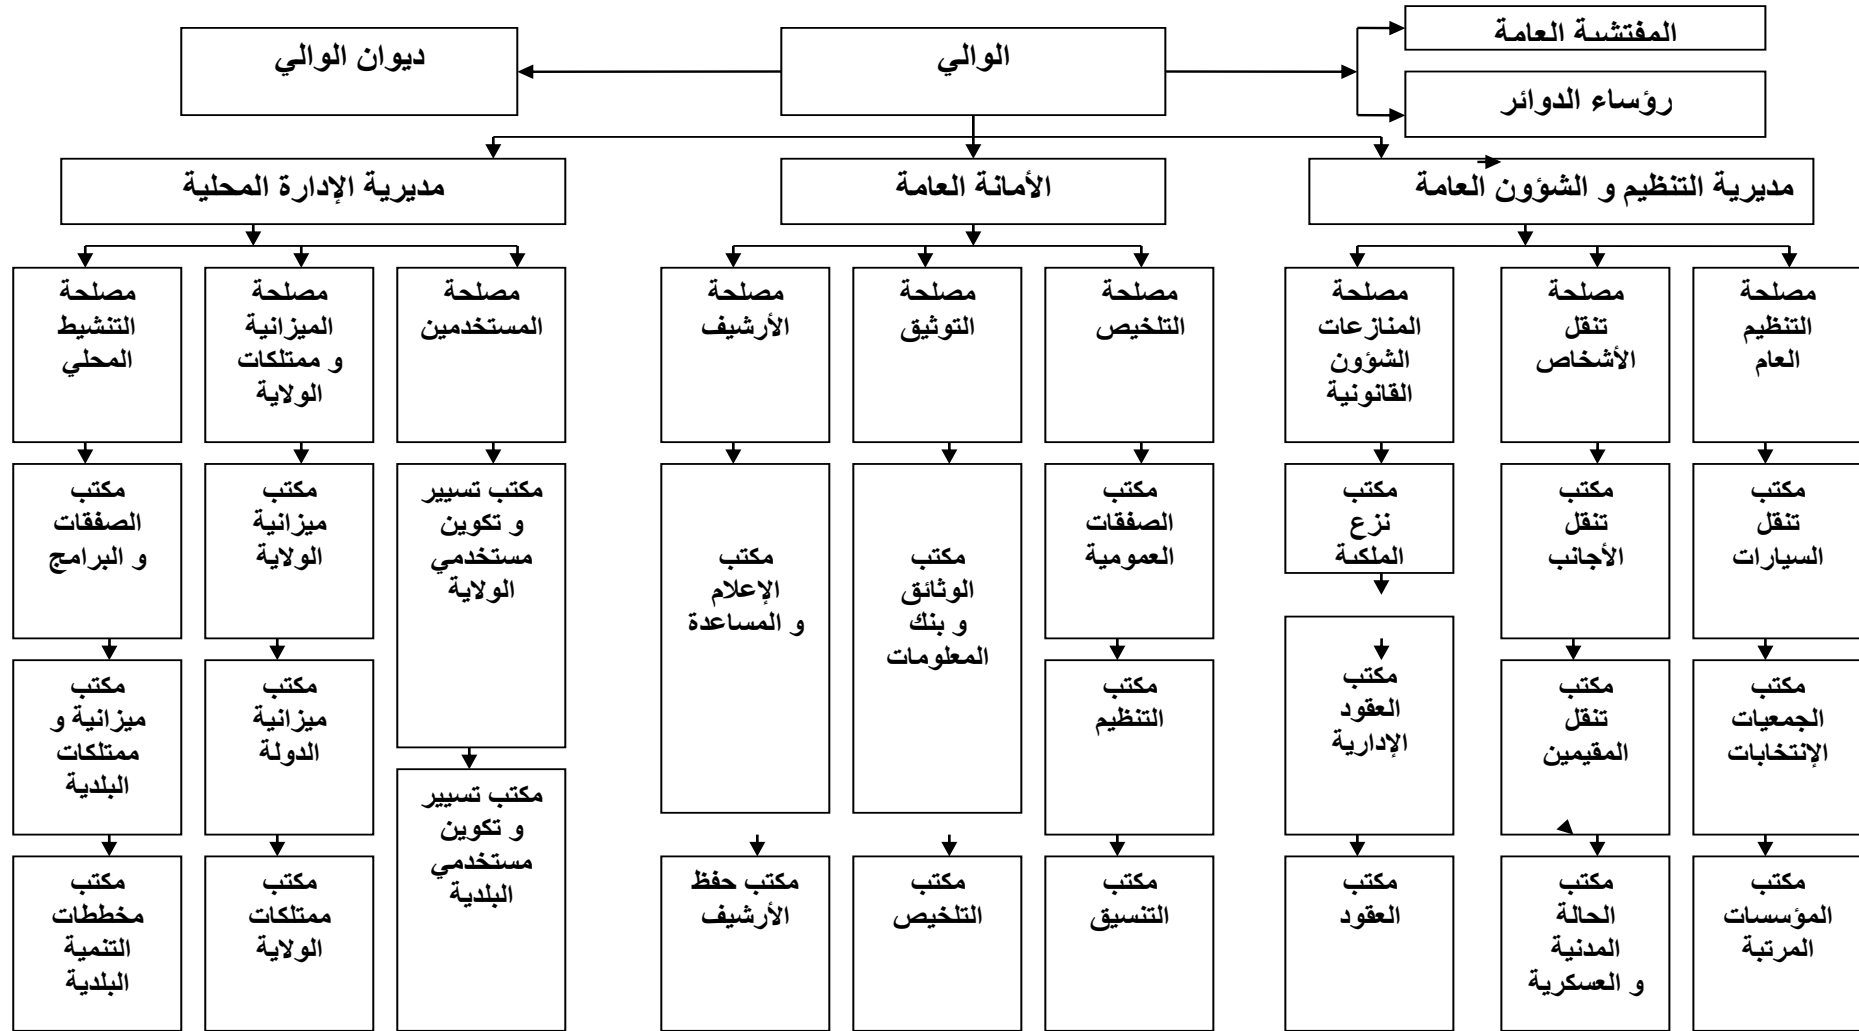 المفتشية العامة
الوالي
ديوان الوالي
رؤساء الدوائر
مديرية التنظيم و الشؤون العامة
الأمانة العامة
مديرية الإدارة المحلية
مصلحة
التنظيم
العام
مصلحة
تنقل
الأشخاص
مصلحة
المنازعات
الشؤون
القانونية
مصلحة
التلخيص
مصلحة
التوثيق
مصلحة
الأرشيف
مصلحة
المستخدمين
مصلحة
الميزانية
و ممتلكات
الولاية
مصلحة
التنشيط
المحلي
مكتب
تنقل
السيارات
مكتب
تنقل
الأجانب
مكتب
نزع
الملكية
مكتب
الصفقات
العمومية
مكتب
الوثائق
و بنك
المعلومات
مكتب
الإعلام
و المساعدة
مكتب تسيير
و تكوين
مستخدمي
الولاية
مكتب
ميزانية
الولاية
مكتب
الصفقات
و البرامج
مكتب
الجمعيات
الإنتخابات
مكتب
تنقل
المقيمين
مكتب
العقود
الإدارية
مكتب
التنظيم
مكتب تسيير
و تكوين
مستخدمي
البلدية
مكتب
ميزانية
الدولة
مكتب
ميزانية و
ممتلكات
البلدية
مكتب
المؤسسات
المرتبة
مكتب
الحالة
المدنية
و العسكرية
مكتب
العقود
مكتب
التنسيق
مكتب
التلخيص
مكتب حفظ
الأرشيف
مكتب
ممتلكات
الولاية
مكتب
مخططات
التنمية
البلدية